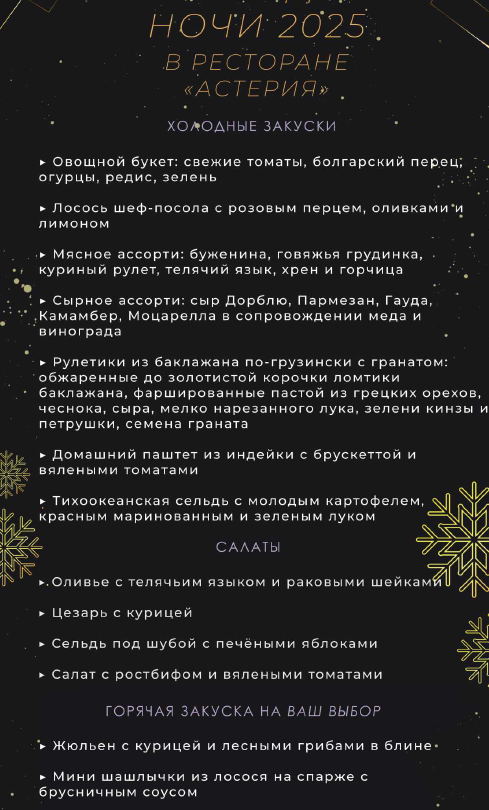 НОЧИ 2025
В РЕСТОРАНЕ
«АСТЕРИЯ»
ХОЛОДНЫЕ ЗАКУСКИ
▸ Овощной букет: свежие томаты, болгарский перец,
огурцы, редис, зелень
▸ Лосось шеф-посола с розовым перцем, оливками и
лимоном
▸ Мясное ассорти: буженина, говяжья грудинка,
куриный рулет, телячий язык, хрен и горчица
▸ Сырное ассорти: сыр Дорблю, Пармезан, Гауда,
Камамбер, Моцарелла в сопровождении меда и
винограда
▸ Рулетики из баклажана по-грузински с гранатом:
обжаренные до золотистой корочки ломтики
баклажана, фаршированные пастой из грецких орехов,
чеснока, сыра, мелко нарезанного лука, зелени кинзы и
петрушки, семена граната
▸ Домашний паштет из индейки с брускеттой и
вялеными томатами
▸ Тихоокеанская сельдь с молодым картофелем,
красным маринованным и зеленым луком
САЛАТЫ
▸ Оливье с телячьим языком и раковыми шейками
▸ Цезарь с курицей
▸ Сельдь под шубой с печёными яблоками
▸ Салат с ростбифом и вялеными томатами
ГОРЯЧАЯ ЗАКУСКА НА ВАШ ВЫБОР
▸ Жюльен с курицей и лесными грибами в блине
▸ Мини шашлычки из лосося на спарже с
брусничным соусом